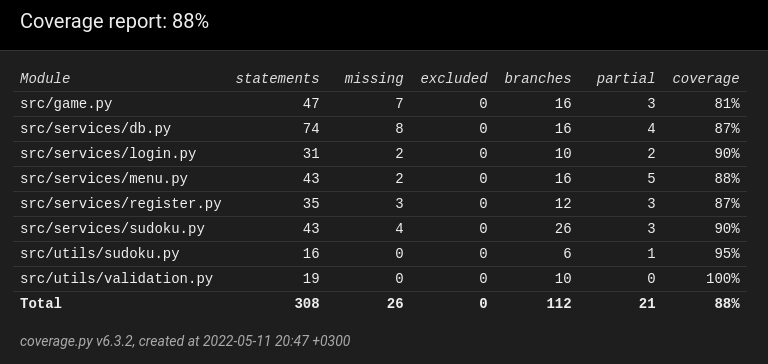 Coverage report: 88%
Module statements missing excluded branches partial coverage
src/game.py 47 7 0 16 3 81%
src/services/db.py 74 8 0 16 4 87%
src/services/login.py 31 2 0 10 2 90%
src/services/menu.py 43 2 0 16 5 88%
src/services/register.py 35 3 0 12 3 87%
src/services/sudoku.py 43 4 0 26 3 90%
src/utils/sudoku.py 16 0 0 6 1 95%
src/utils/validation.py 19 0 0 10 0 100%
Total 308 26 0 112 21 88%
coverage.py v6.3.2, created at 2022-05-11 20:47 +0300